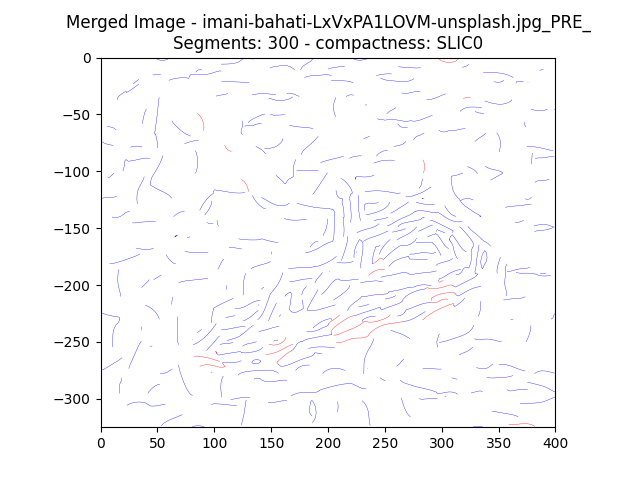 Merged Image - imani-bahati-LxVxPA1LOVM-unsplash.jpg_PRE_
Segments: 300 - compactness: SLIC0
0
−50
−100
−150
−200
−250
−300
0 50 100 150 200 250 300 350 400